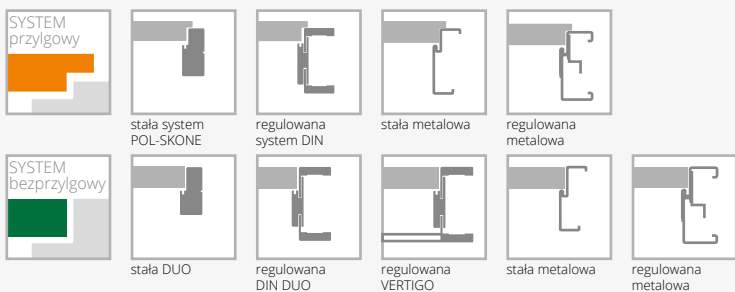 SYSTEM
przylgowy
stała system
POL-SKONE
regulowana
system DIN
stała metalowa
regulowana
metalowa
SYSTEM
bezprzylgowy
stała DUO
regulowana
DIN DUO
regulowana
VERTIGO
stała metalowa
regulowana
metalowa